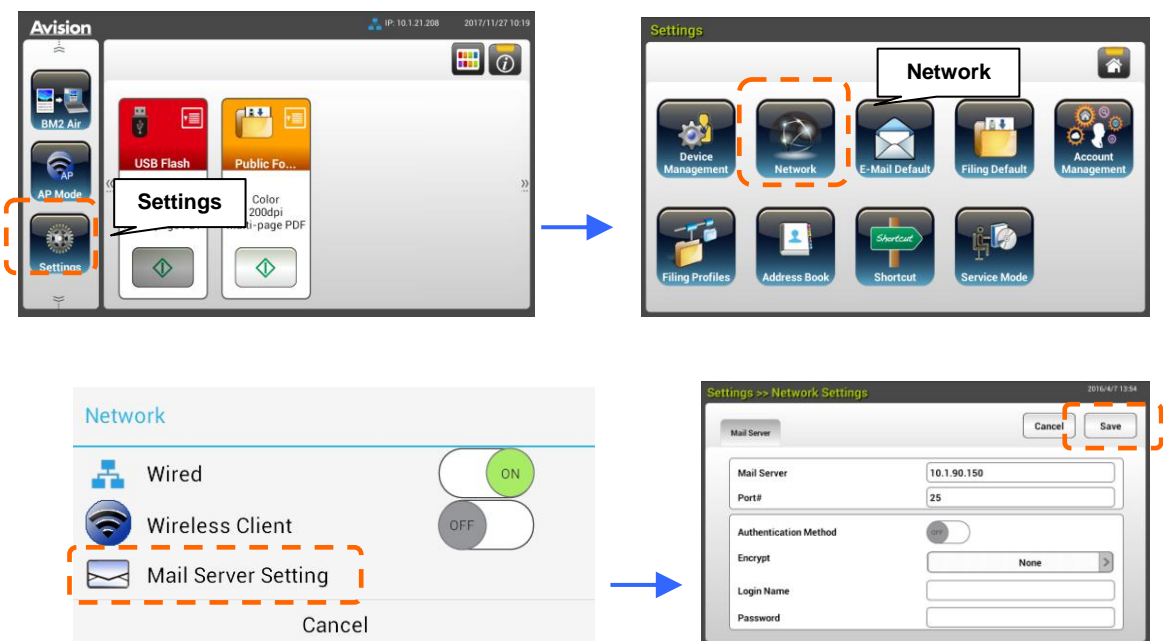 Avision
IP: 10.1.21.208 2017/11/27 10:19
BM2 Air
AP
AP Mode
Settings
USB Flash
Public Fo...
Settings
Color
200dpi
-page PDF
Settings
Network
Device
Management
Network
E-Mail Default
Filing Default
Account
Management
Filing Profiles
Address Book
Shortcut
Shortcut
Service Mode
Network
Wired
ON
Wireless Client
OFF
Mail Server Setting
Cancel
Settings >> Network Settings
2016/4/7 13:54
Mail Server
Cancel
Save
Mail Server 10.1.90.150
Port# 25
Authentication Method OFF
Encrypt None
Login Name
Password